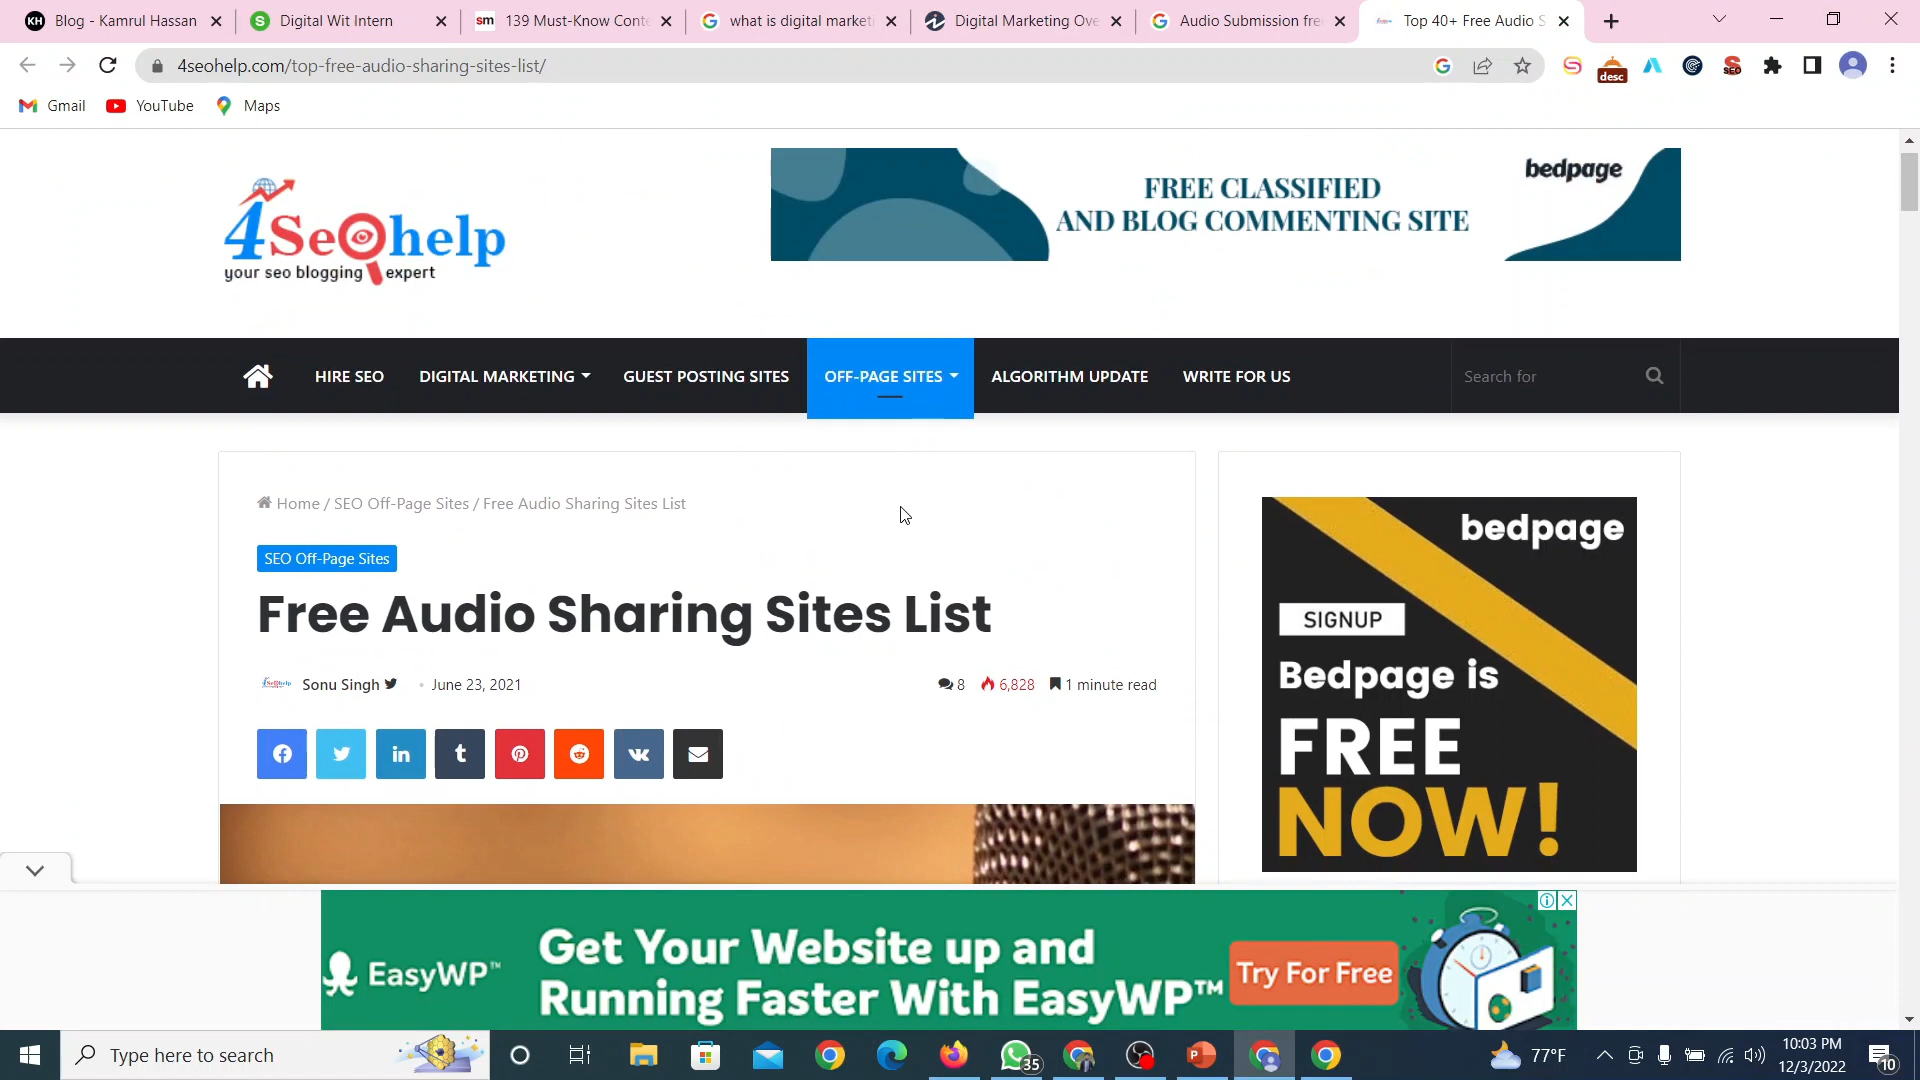 KH Blog - Kamrul Hassan
S Digital Wit Intern
sm 139 Must-Know Conte
what is digital marketi
Digital Marketing Ove
Audio Submission fre
Top 40+ Free Audio S
4seohelp.com/top-free-audio-sharing-sites-list/
desc
SEO
Gmail
YouTube
Maps
4SeOhelp
your seo blogging expert
FREE CLASSIFIED
AND BLOG COMMENTING SITE
bedpage
HIRE SEO
DIGITAL MARKETING
GUEST POSTING SITES
OFF-PAGE SITES
ALGORITHM UPDATE
WRITE FOR US
Search for
Home / SEO Off-Page Sites / Free Audio Sharing Sites List
SEO Off-Page Sites
Free Audio Sharing Sites List
Sonu Singh • June 23, 2021
8 6,828 1 minute read
bedpage
SIGNUP
Bedpage is
FREE
NOW!
EasyWP™
Get Your Website up and
Running Faster With EasyWP™
Try For Free
Type here to search
35
77°F
10:03 PM
12/3/2022
10